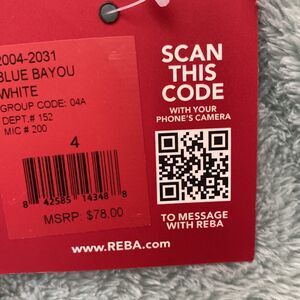 2004-2031
BLUE BAYOU
WHITE
GROUP CODE: 04A
DEPT.# 152
MIC # 200
4
8 42585 14348 8
MSRP: $78.00
SCAN
THIS
CODE
WITH YOUR
PHONE'S CAMERA
TO MESSAGE
WITH REBA
WWW.REBA.com